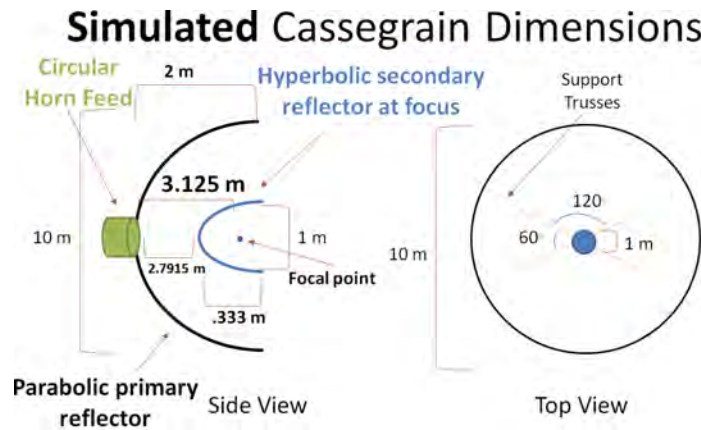 Simulated Cassegrain Dimensions
Circular
Horn Feed
2 m
Hyperbolic secondary
reflector at focus
Support
Trusses
3.125 m
10 m
1 m
2.7915 m
Focal point
.333 m
Parabolic primary
reflector
Side View
120
60
1 m
10 m
Top View